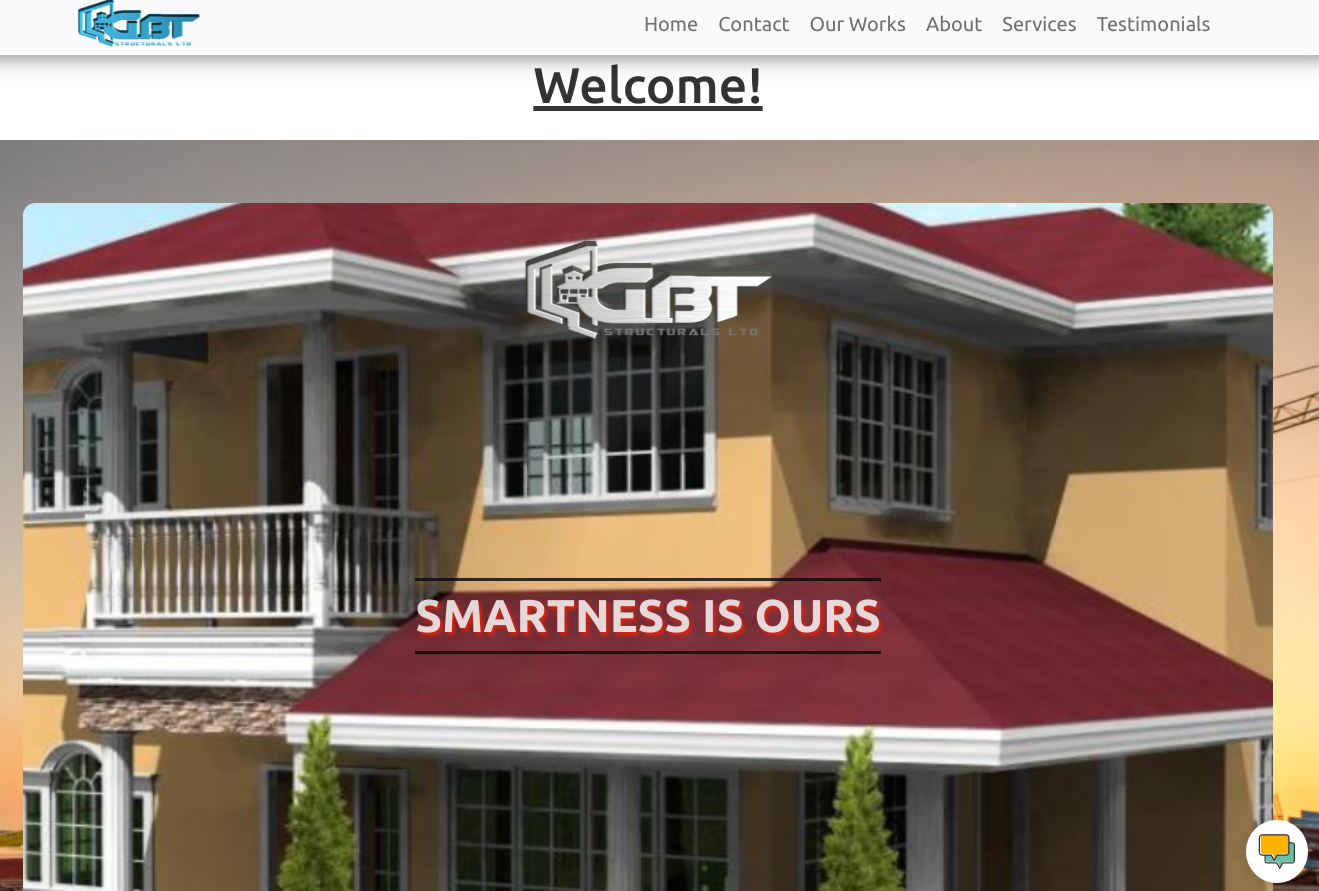 GBT
STRUCTURALS LTD
Home Contact Our Works About Services Testimonials
Welcome!
GBT
STRUCTURALS LTD
SMARTNESS IS OURS